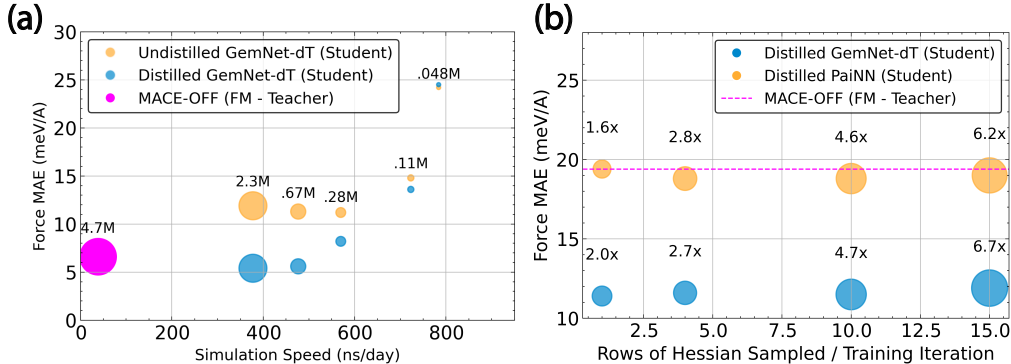 (a)
Force MAE (meV/A)
30
25
20
15
10
5
0
Undistilled GemNet-dT (Student)
Distilled GemNet-dT (Student)
MACE-OFF (FM - Teacher)
.048M
.11M
2.3M
.67M
.28M
4.7M
0
200
400
600
800
Simulation Speed (ns/day)
(b)
Force MAE (meV/A)
25
20
15
10
Distilled GemNet-dT (Student)
Distilled PaiNN (Student)
MACE-OFF (FM - Teacher)
1.6x
2.8x
4.6x
6.2x
2.0x
2.7x
4.7x
6.7x
2.5
5.0
7.5
10.0
12.5
15.0
Rows of Hessian Sampled / Training Iteration